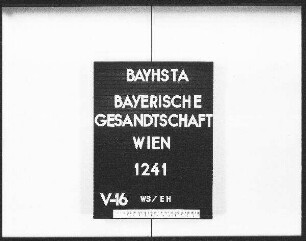 BAYHSTA
BAYERISCHE
GESANDTSCHAFT
WIEN
1241
V-16 WS/EH